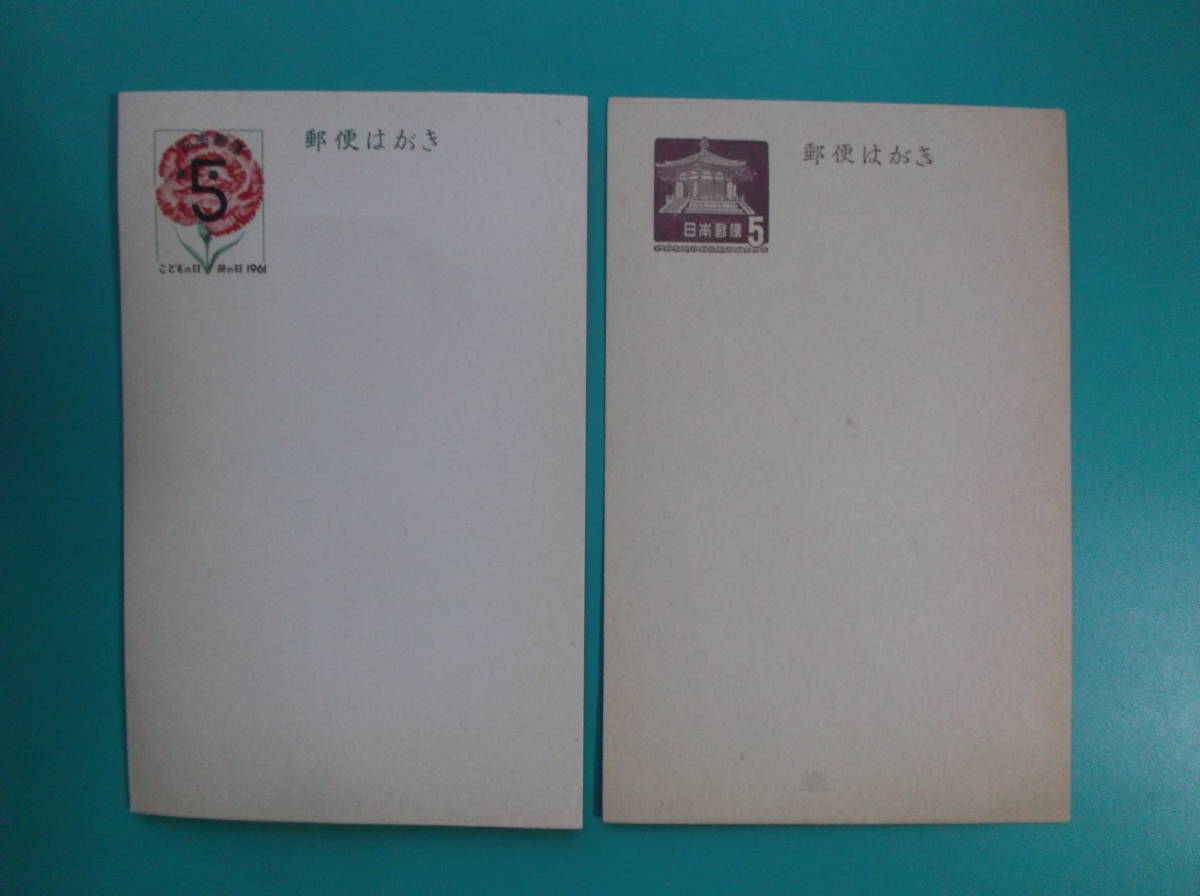 日本郵便
5
こどもの日 母の日 1961
郵便はがき
日本郵便 5
郵便はがき